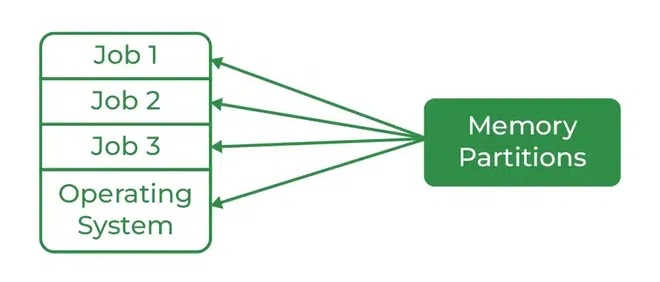 Job 1
Job 2
Job 3
Operating
System
Memory
Partitions